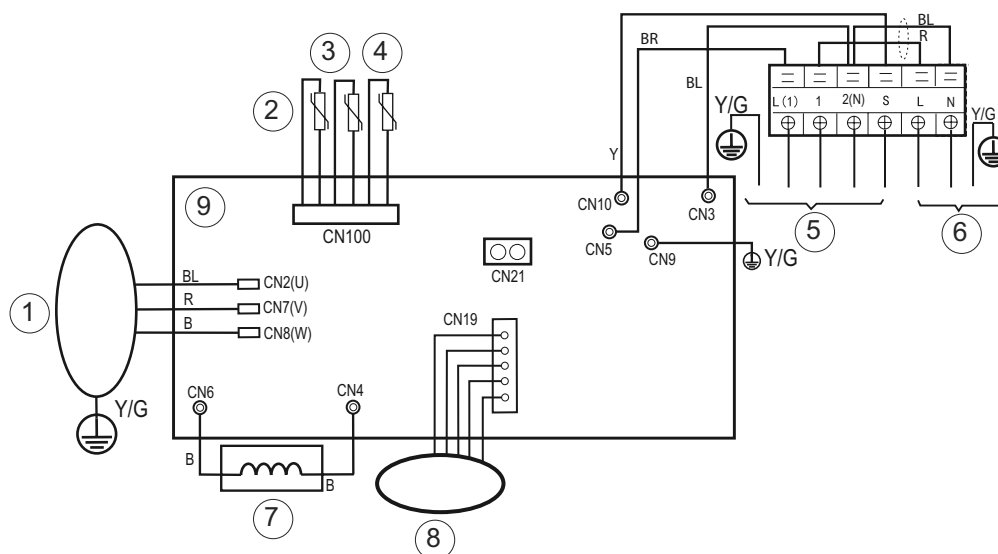 3
4
2
BR
BL
BL
R
Y/G
L(1) 1 2(N) S L N
Y/G
Y
9
CN10
CN3
5
6
CN100
CN5
CN9
Y/G
CN21
1
BL
CN2(U)
R
CN7(V)
B
CN8(W)
CN19
CN6
CN4
Y/G
B
B
7
8